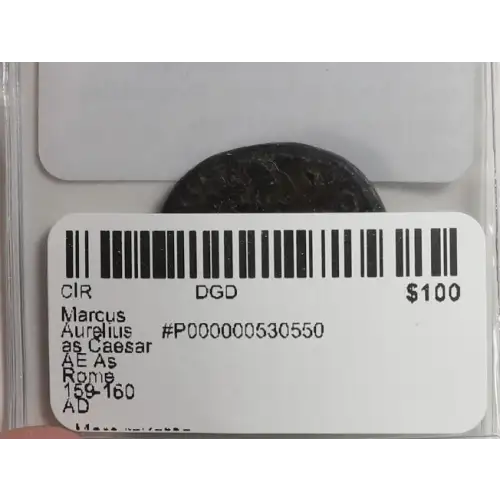 CIR DGD $100
Marcus
Aurelius #P000000530550
as Caesar
AE As
Rome
159-160
AD